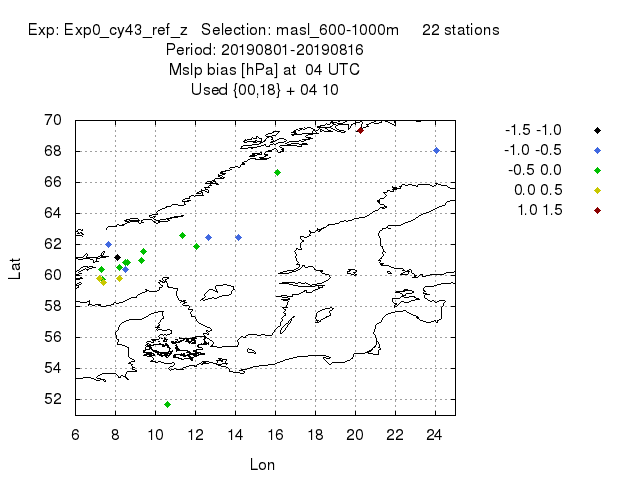 Exp: Exp0_cy43_ref_z   Selection: masl_600-1000m     22 stations
Period: 20190801-20190816
Mslp bias [hPa] at  04 UTC
Used {00,18} + 04 10
70
68
66
64
62
60
58
56
54
52
Lat
6 8 10 12 14 16 18 20 22 24
Lon
-1.5 -1.0
-1.0 -0.5
-0.5 0.0
0.0 0.5
1.0 1.5